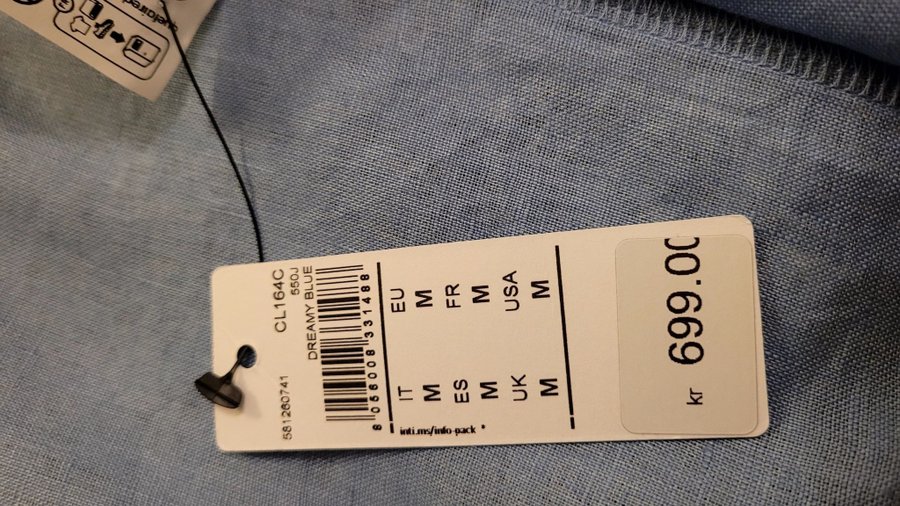 CL164C
550J
DREAMY BLUE
581260741
8 056008 331488
EU
M
FR
M
USA
M
IT
M
ES
M
UK
M
inti.ms/info-pack *
kr 699.00